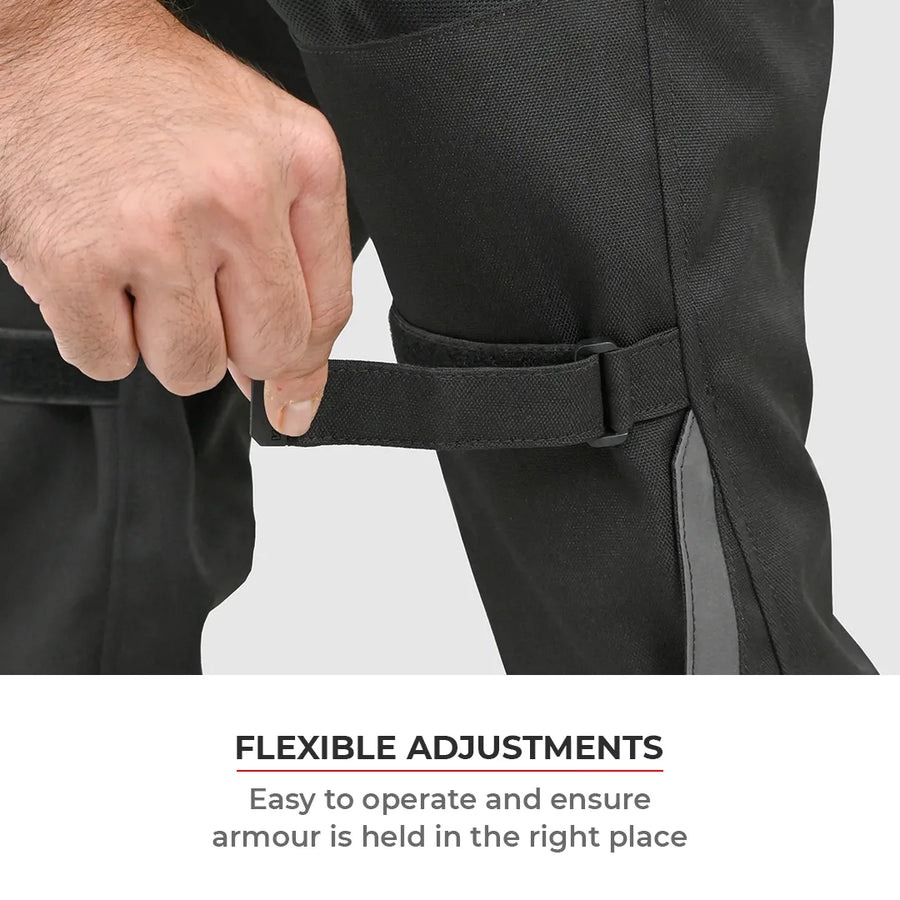 FLEXIBLE ADJUSTMENTS
Easy to operate and ensure
armour is held in the right place